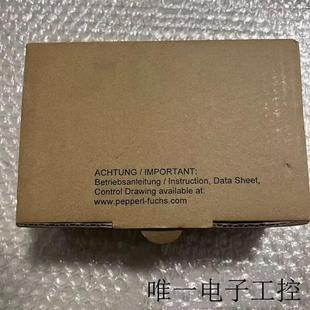 ACHTUNG / IMPORTANT:
Betriebsanleitung / Instruction, Data Sheet,
Control Drawing available at:
www.pepperl-fuchs.com
唯一电子工控